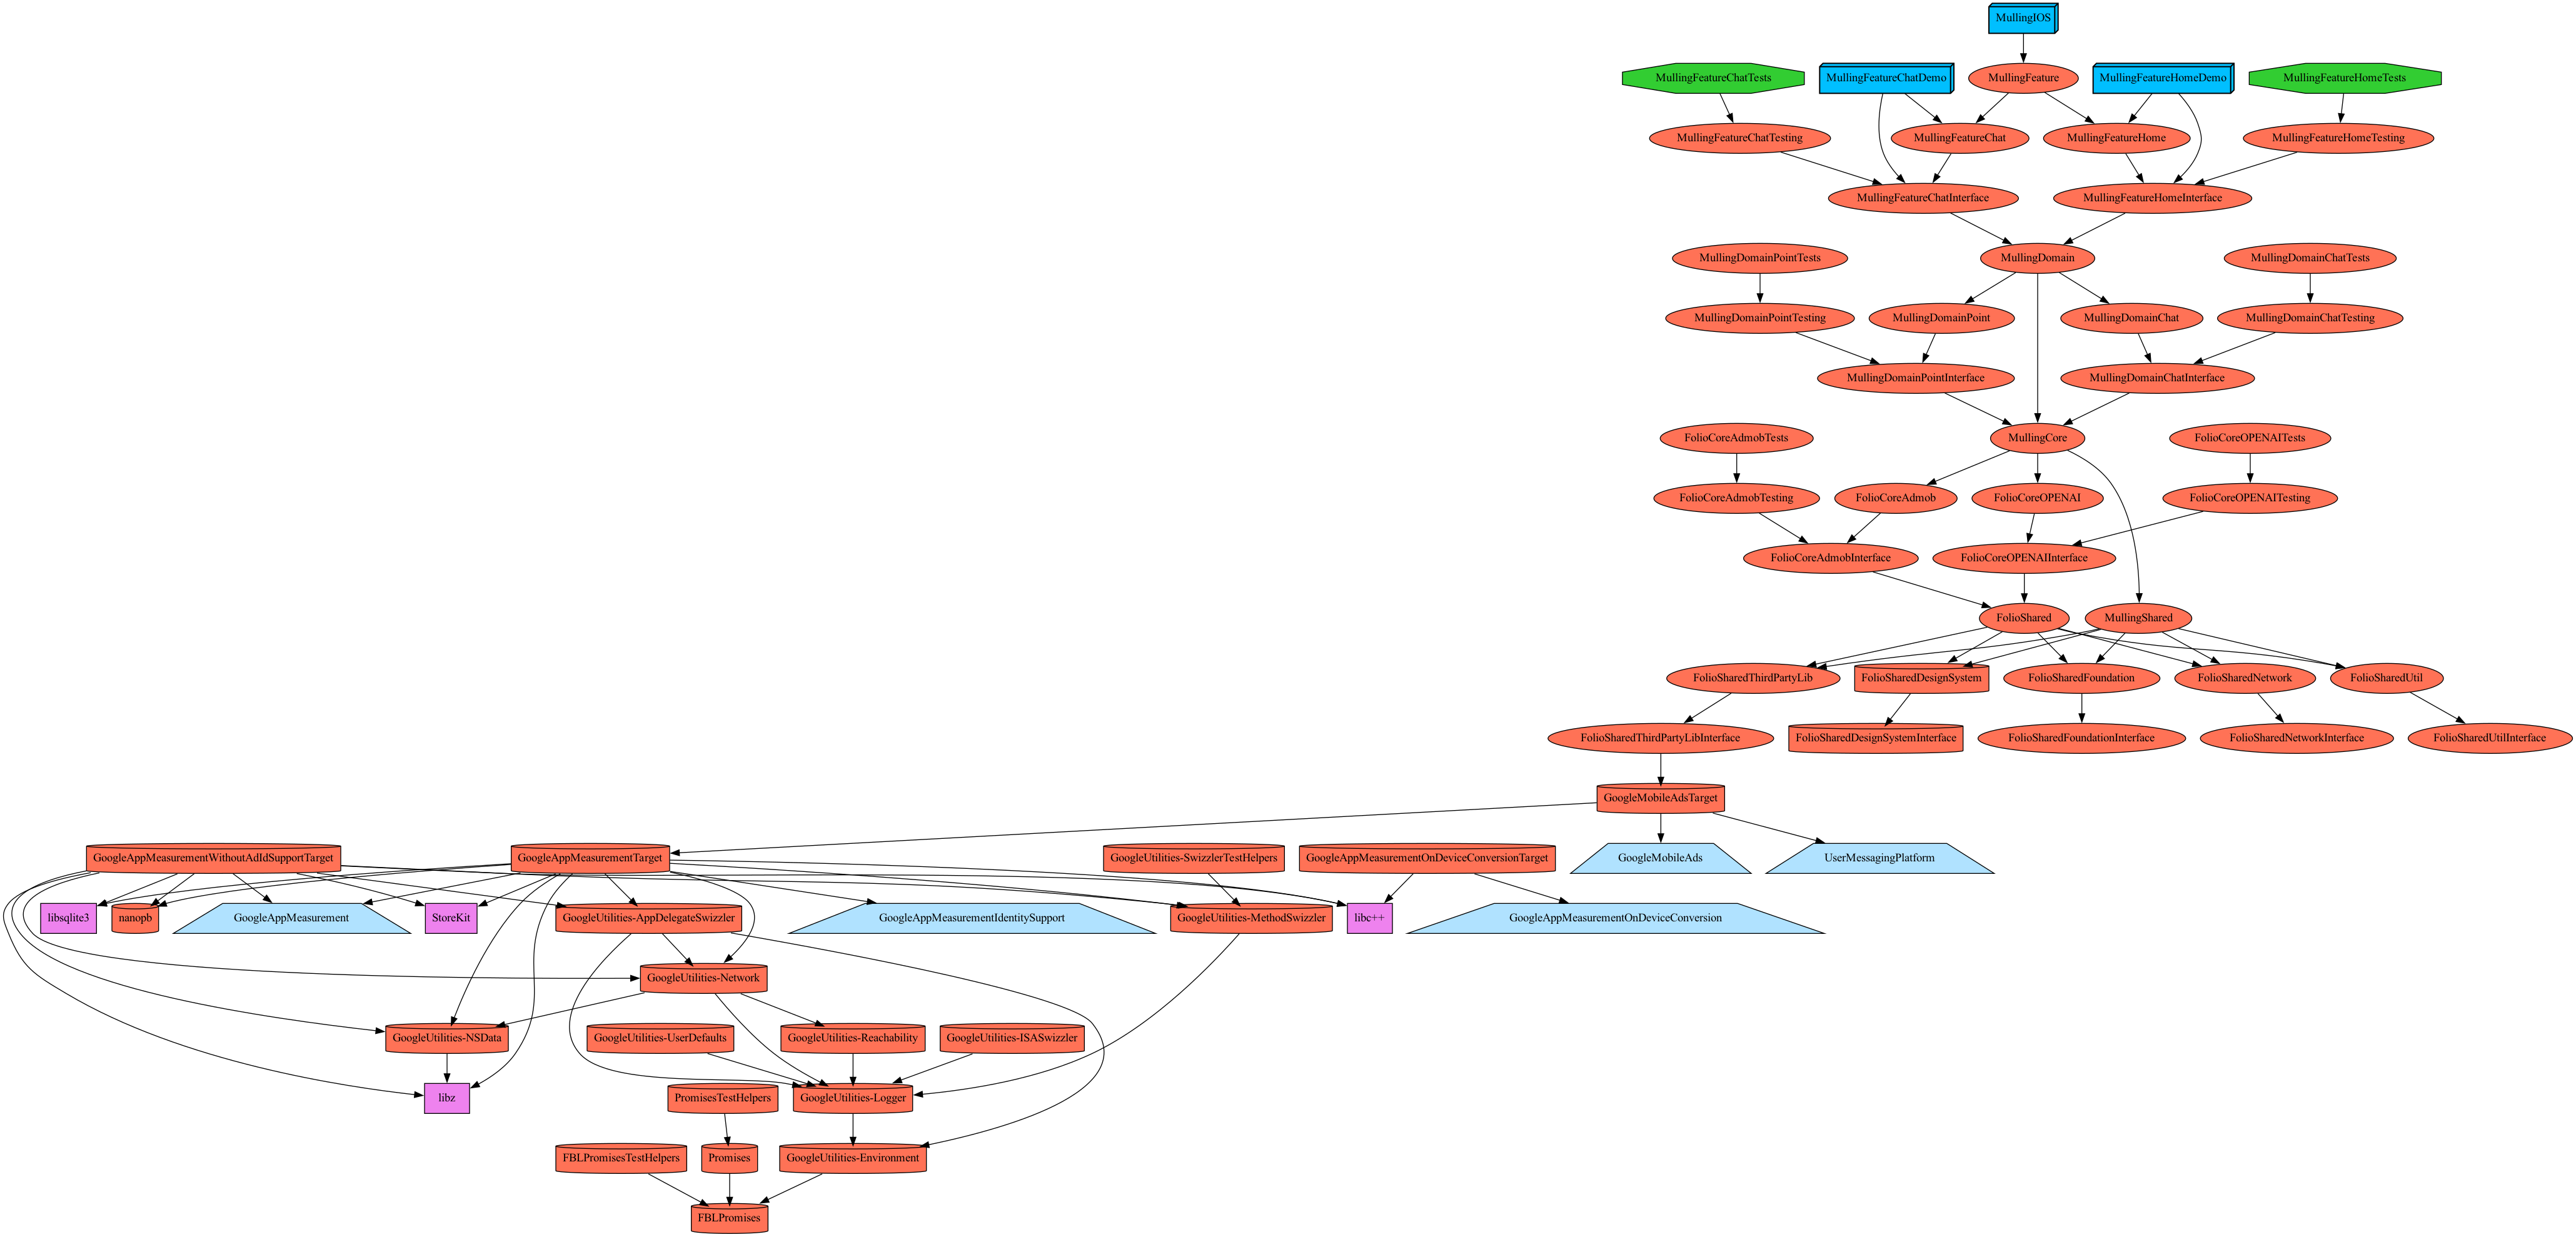 MullingIOS
MullingFeatureChatTests
MullingFeatureChatDemo
MullingFeature
MullingFeatureHomeDemo
MullingFeatureHomeTests
MullingFeatureChatTesting
MullingFeatureChat
MullingFeatureHome
MullingFeatureHomeTesting
MullingFeatureChatInterface
MullingFeatureHomeInterface
MullingDomainPointTests
MullingDomain
MullingDomainChatTests
MullingDomainPointTesting
MullingDomainPoint
MullingDomainChat
MullingDomainChatTesting
MullingDomainPointInterface
MullingDomainChatInterface
FolioCoreAdmobTests
MullingCore
FolioCoreOPENAITests
FolioCoreAdmobTesting
FolioCoreAdmob
FolioCoreOPENAI
FolioCoreOPENAITesting
FolioCoreAdmobInterface
FolioCoreOPENAIInterface
FolioShared
MullingShared
FolioSharedThirdPartyLib
FolioSharedDesignSystem
FolioSharedFoundation
FolioSharedNetwork
FolioSharedUtil
FolioSharedThirdPartyLibInterface
FolioSharedDesignSystemInterface
FolioSharedFoundationInterface
FolioSharedNetworkInterface
FolioSharedUtilInterface
GoogleMobileAdsTarget
GoogleAppMeasurementWithoutAdIdSupportTarget
GoogleAppMeasurementTarget
GoogleUtilities-SwizzlerTestHelpers
GoogleAppMeasurementOnDeviceConversionTarget
GoogleMobileAds
UserMessagingPlatform
libsqlite3
nanopb
GoogleAppMeasurement
StoreKit
GoogleUtilities-AppDelegateSwizzler
GoogleAppMeasurementIdentitySupport
GoogleUtilities-MethodSwizzler
libc++
GoogleAppMeasurementOnDeviceConversion
GoogleUtilities-Network
GoogleUtilities-NSData
GoogleUtilities-UserDefaults
GoogleUtilities-Reachability
GoogleUtilities-ISASwizzler
libz
PromisesTestHelpers
GoogleUtilities-Logger
FBLPromisesTestHelpers
Promises
GoogleUtilities-Environment
FBLPromises